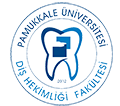 PAMUKKALE ÜNİVERSİTESİ
2012
DİŞ HEKİMLİĞİ FAKÜLTESİ